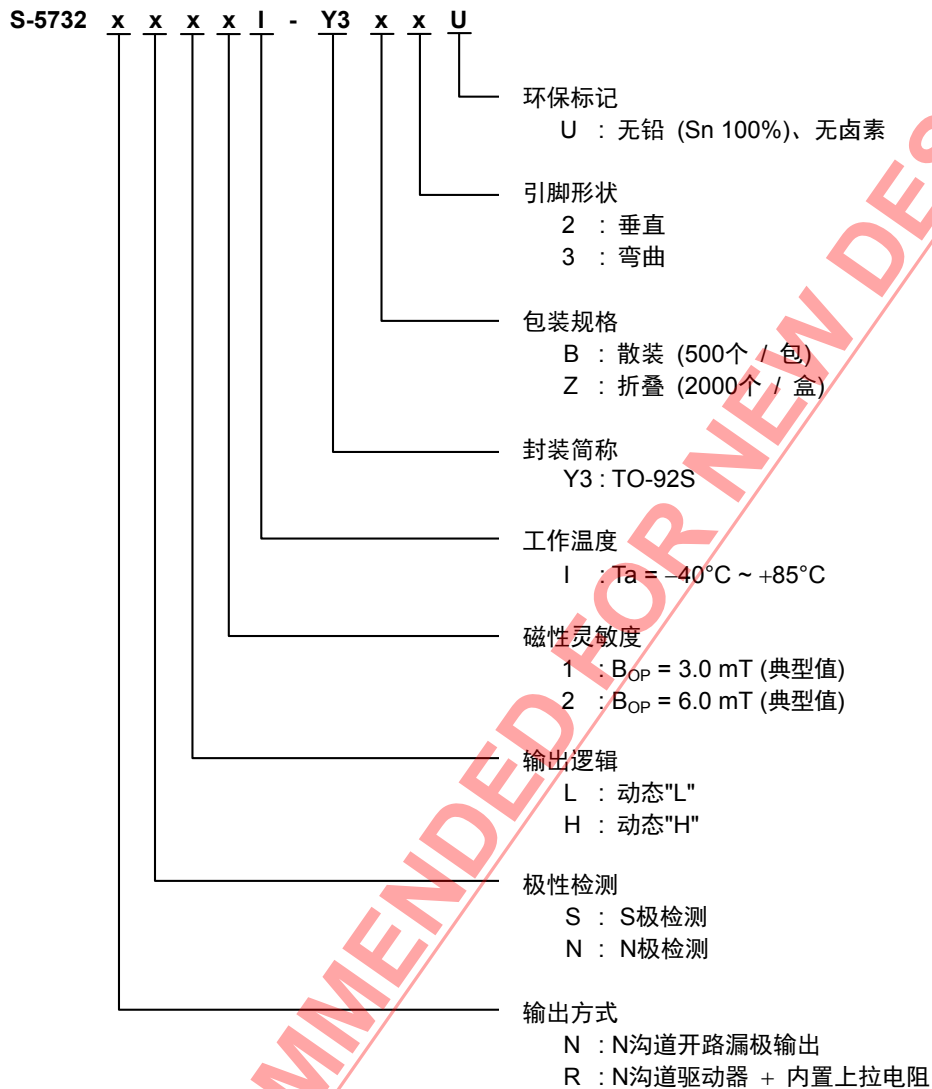 S-5732 x x x x I - Y3 x x U
环保标记
U : 无铅 (Sn 100%)、无卤素
引脚形状
2 : 垂直
3 : 弯曲
包装规格
B : 散装 (500个 / 包)
Z : 折叠 (2000个 / 盒)
封装简称
Y3 : TO-92S
工作温度
I : Ta = −40°C ~ +85°C
磁性灵敏度
1 : BOP = 3.0 mT (典型值)
2 : BOP = 6.0 mT (典型值)
输出逻辑
L : 动态"L"
H : 动态"H"
极性检测
S : S极检测
N : N极检测
输出方式
N : N沟道开路漏极输出
R : N沟道驱动器 + 内置上拉电阻
MMENDED FOR NEW DES